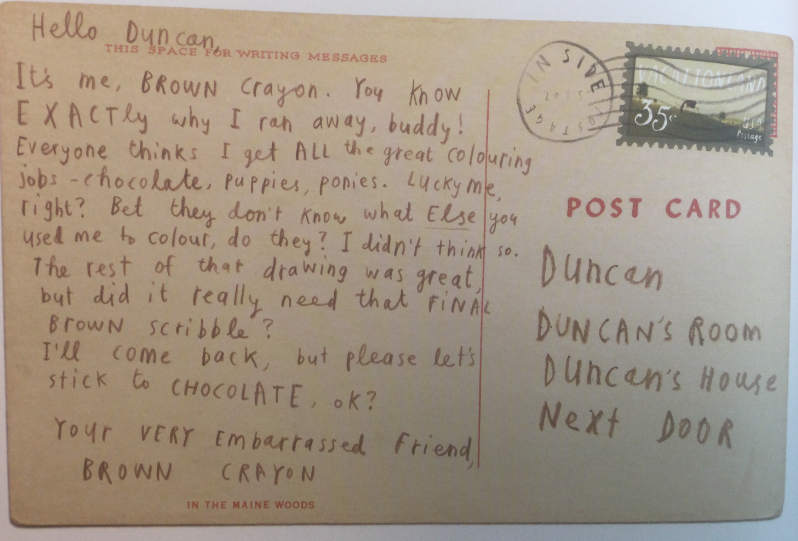 Hello Duncan,
THIS SPACE FOR WRITING MESSAGES
It's me, BROWN Crayon. You Know
EXACTly why I ran away, buddy!
Everyone thinks I get ALL the great colouring
jobs - chocolate, puppies, ponies. Lucky me,
right? Bet they don't know what Else you
used me to colour, do they? I didn't think so.
The rest of that drawing was great,
but did it really need that FINAL
BROWN scribble?
I'll come back, but please let's
stick to CHOCOLATE, OK?
Your VERY Embarrassed Friend,
BROWN CRAYON
IN THE MAINE WOODS
INSIDE
POSTAGE
VACATIONLAND
35¢
USA
Postage
POST CARD
Duncan
DUNCAN'S ROOM
Duncan's House
Next DOOR